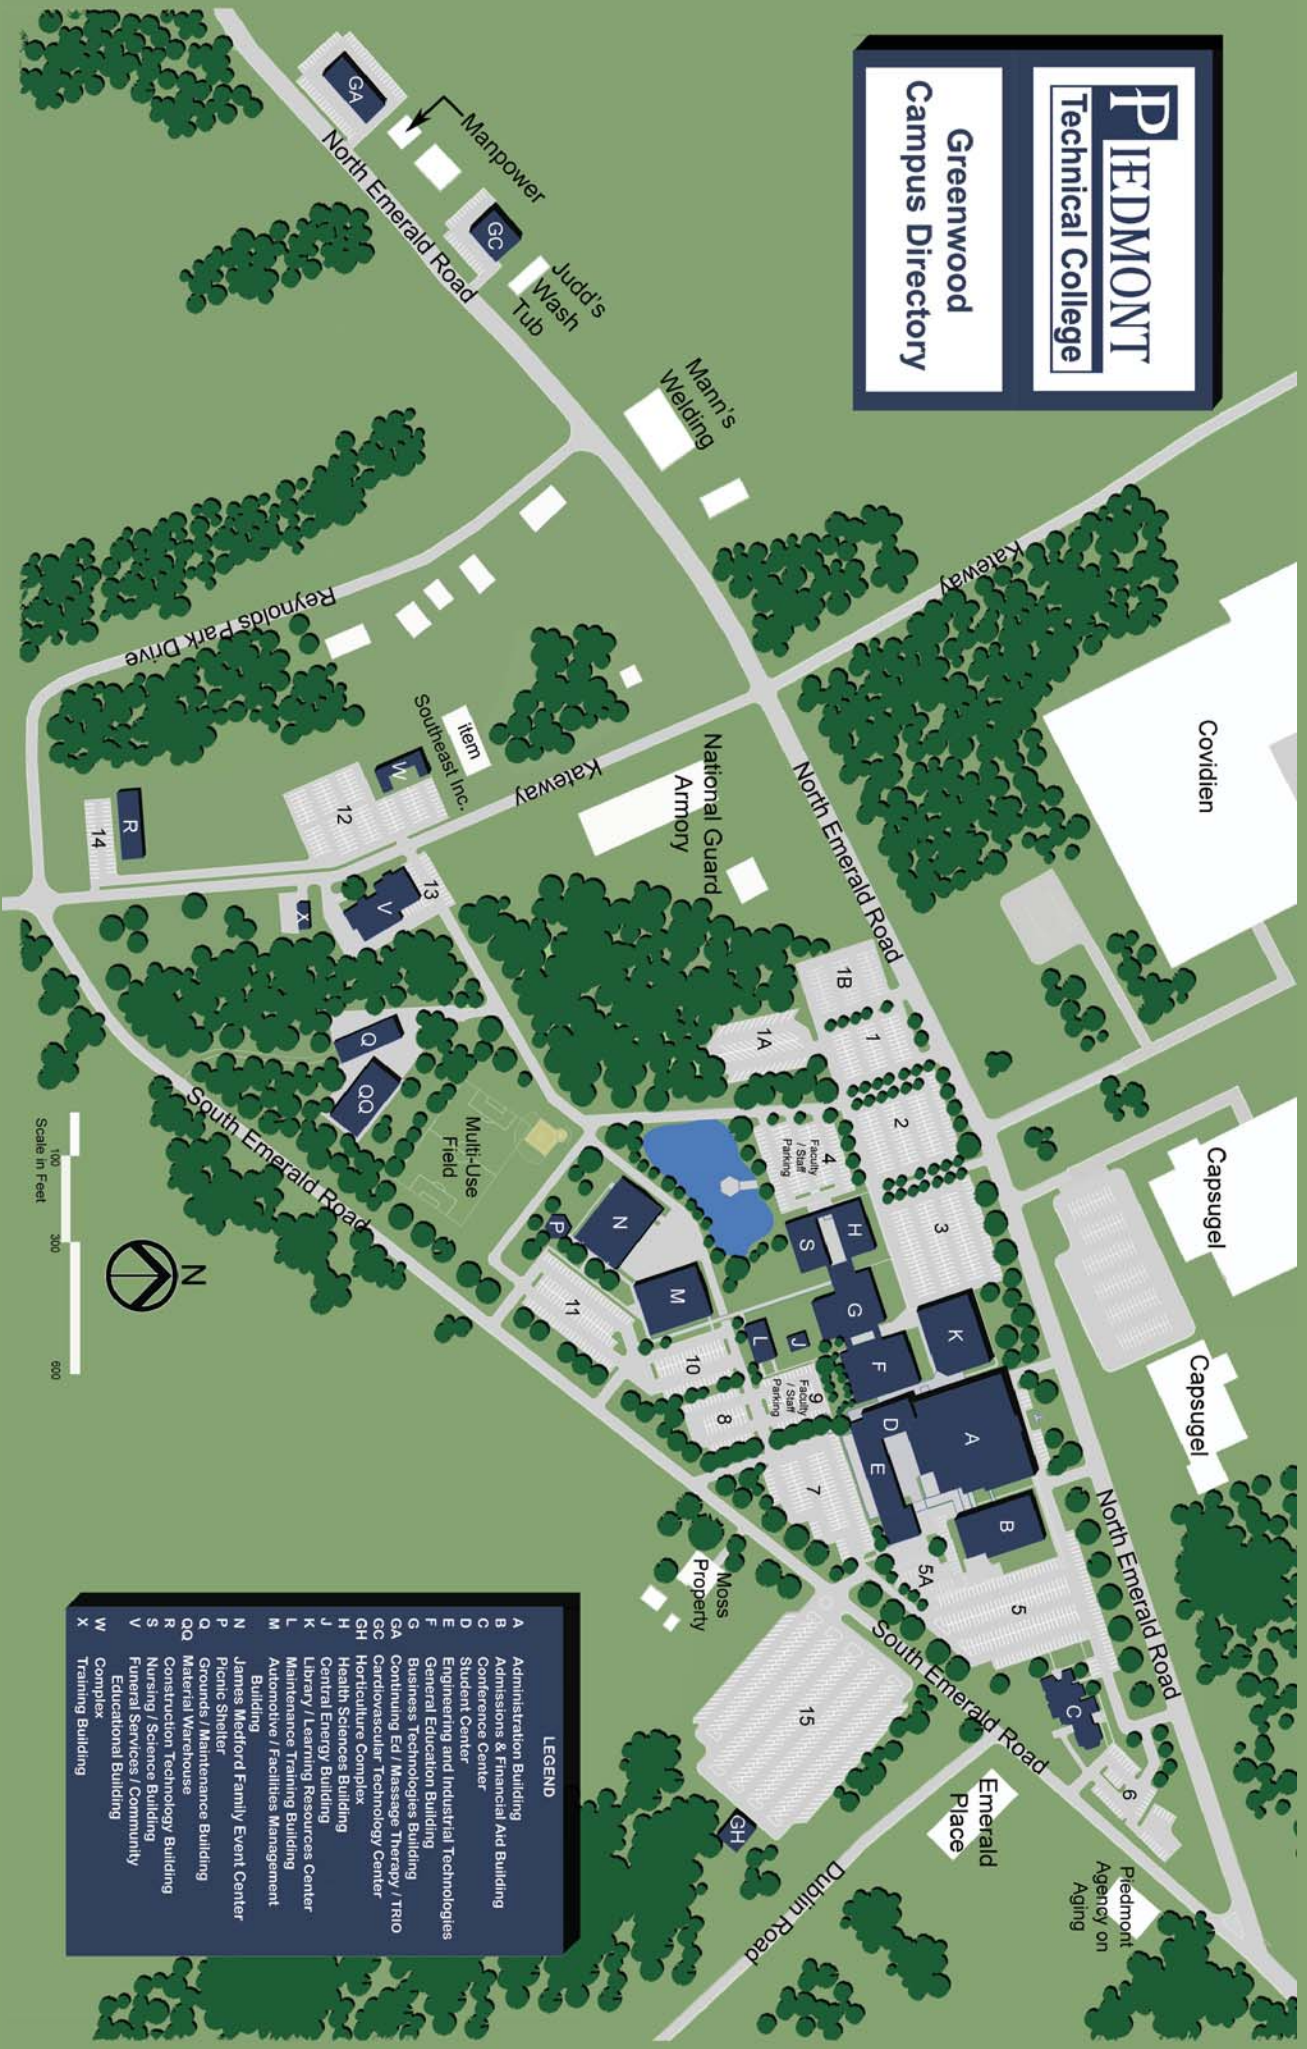 PIEDMONT
Technical College
Greenwood
Campus Directory
GA
Manpower
North Emerald Road
GC
Judd's
Wash
Tub
Mann's
Welding
Kateway
Covidien
Reynolds Park Drive
item
Southeast Inc.
Kateway
National Guard
Armory
North Emerald Road
W
12
R
14
13
V
X
1B
1A
1
2
3
4
Faculty
/ Staff
Parking
Capsugel
Capsugel
Q
QQ
Multi-Use
Field
South Emerald Road
N
P
M
11
10
H
S
G
K
L
J
F
9
Faculty
/ Staff
Parking
8
7
D
E
A
B
5A
5
C
6
North Emerald Road
South Emerald Road
Moss
Property
15
GH
Emerald
Place
Dublin Road
Piedmont
Agency on
Aging
N
100
300
600
Scale in Feet
LEGEND
A Administration Building
B Admissions & Financial Aid Building
C Conference Center
D Student Center
E Engineering and Industrial Technologies
F General Education Building
G Business Technologies Building
GA Continuing Ed / Massage Therapy / TRIO
GC Cardiovascular Technology Center
GH Horticulture Complex
H Health Sciences Building
J Central Energy Building
K Library / Learning Resources Center
L Maintenance Training Building
M Automotive / Facilities Management
Building
N James Medford Family Event Center
P Picnic Shelter
Q Grounds / Maintenance Building
QQ Material Warehouse
R Construction Technology Building
S Nursing / Science Building
V Funeral Services / Community
Educational Building
W Complex
X Training Building